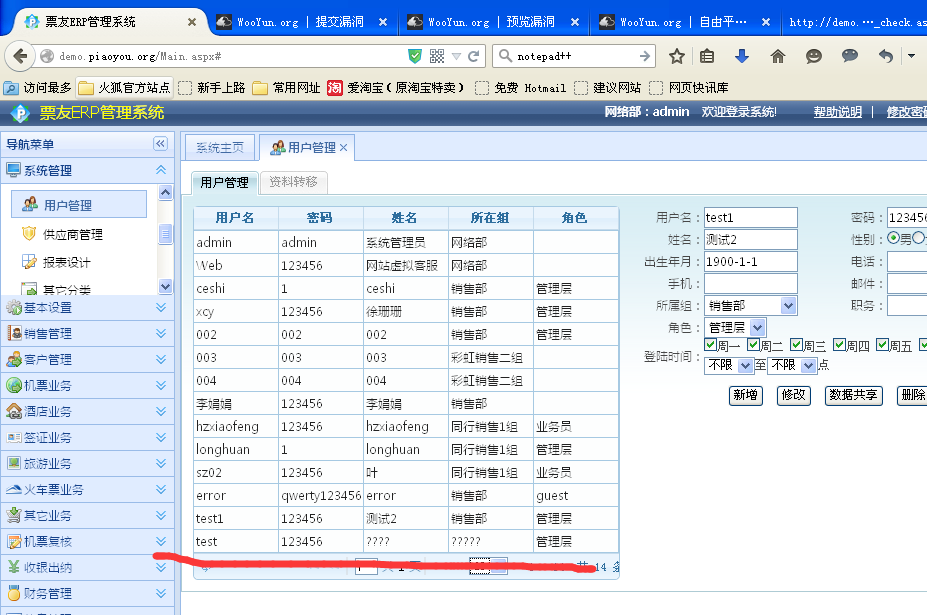 票友ERP管理系统
WooYun.org | 提交漏洞
WooYun.org | 预览漏洞
WooYun.org | 自由平…
http://demo.…_check.as
demo.piaoyou.org/Main.aspx#
notepad++
访问最多
火狐官方站点
新手上路
常用网址
淘
爱淘宝(原淘宝特卖)
免费 Hotmail
建议网站
网页快讯库
票友ERP管理系统
网络部：admin 欢迎登录系统!
帮助说明 | 修改密码
导航菜单
系统管理
用户管理
供应商管理
报表设计
其它分类
基本设置
销售管理
客户管理
机票业务
酒店业务
签证业务
旅游业务
火车票业务
其它业务
机票复核
收银出纳
财务管理
系统主页
用户管理
用户管理
资料转移
用户名 密码 姓名 所在组 角色
admin admin 系统管理员 网络部
Web 123456 网站虚拟客服 网络部
ceshi 1 ceshi 销售部 管理层
xcy 123456 徐珊珊 销售部 管理层
002 002 002 销售部 管理层
003 003 003 彩虹销售二组
004 004 004 彩虹销售二组
李娟娟 123456 李娟娟 销售部
hzxiaofeng 123456 hzxiaofeng 同行销售1组 业务员
longhuan 1 longhuan 同行销售1组 管理层
sz02 123456 叶 同行销售1组 业务员
error qwerty123456 error 销售部 guest
test1 123456 测试2 销售部 管理层
test 123456 ???? ????? 管理层
共 14 条
用户名： test1 密码： 123456
姓名： 测试2 性别： 男
出生年月： 1900-1-1 电话：
手机： 邮件：
所属组： 销售部 职务：
角色： 管理层
周一 周二 周三 周四 周五
登陆时间： 不限 至 不限 点
新增 修改 数据共享 删除